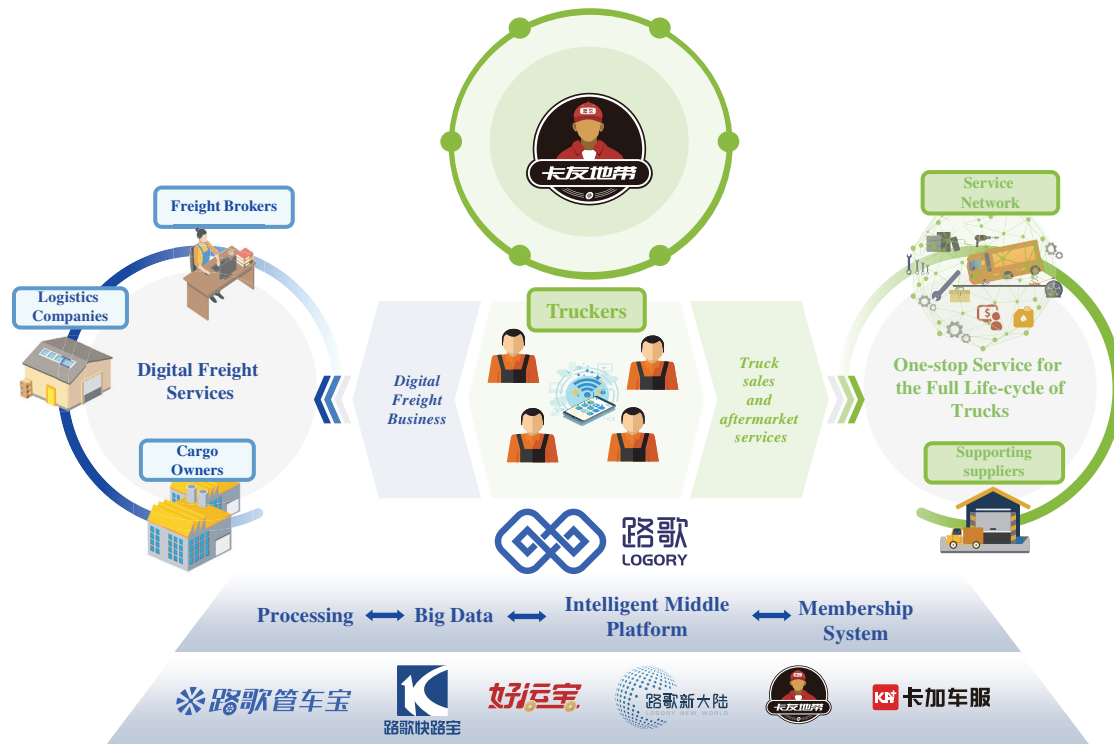 卡友地带
Freight Brokers
Logistics
Companies
Digital Freight
Services
Cargo
Owners
Digital
Freight
Business
Truckers
Truck
sales
and
aftermarket
services
Service
Network
One-stop Service for
the Full Life-cycle of
Trucks
Supporting
suppliers
路歌
LOGORY
Processing
Big Data
Intelligent Middle
Platform
Membership
System
路歌管车宝
路歌快路宝
好运宝
路歌新大陆
LOGORY NEW WORLD
卡友地带
卡加车服